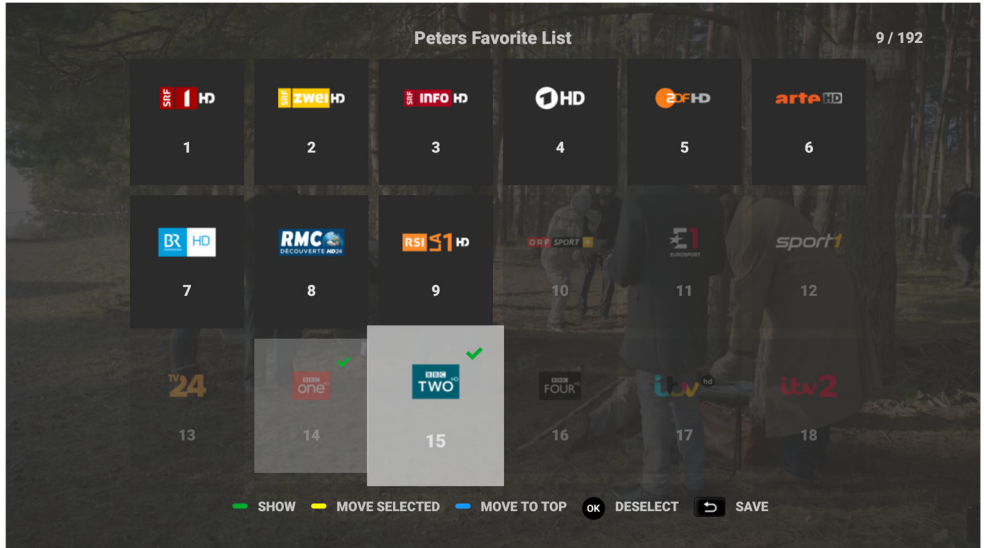 Peters Favorite List 9 / 192
SRF 1 HD SRF zwei HD SRF INFO HD 1 HD ZDF HD arte HD
1 2 3 4 5 6
BR HD RMC DÉCOUVERTE HD24 RSI LA 1 HD ORF SPORT + E1 EUROSPORT sport1
7 8 9 10 11 12
TV24 BBC one BBC TWO HD BBC FOUR itv hd itv2
13 14 15 16 17 18
SHOW MOVE SELECTED MOVE TO TOP OK DESELECT SAVE